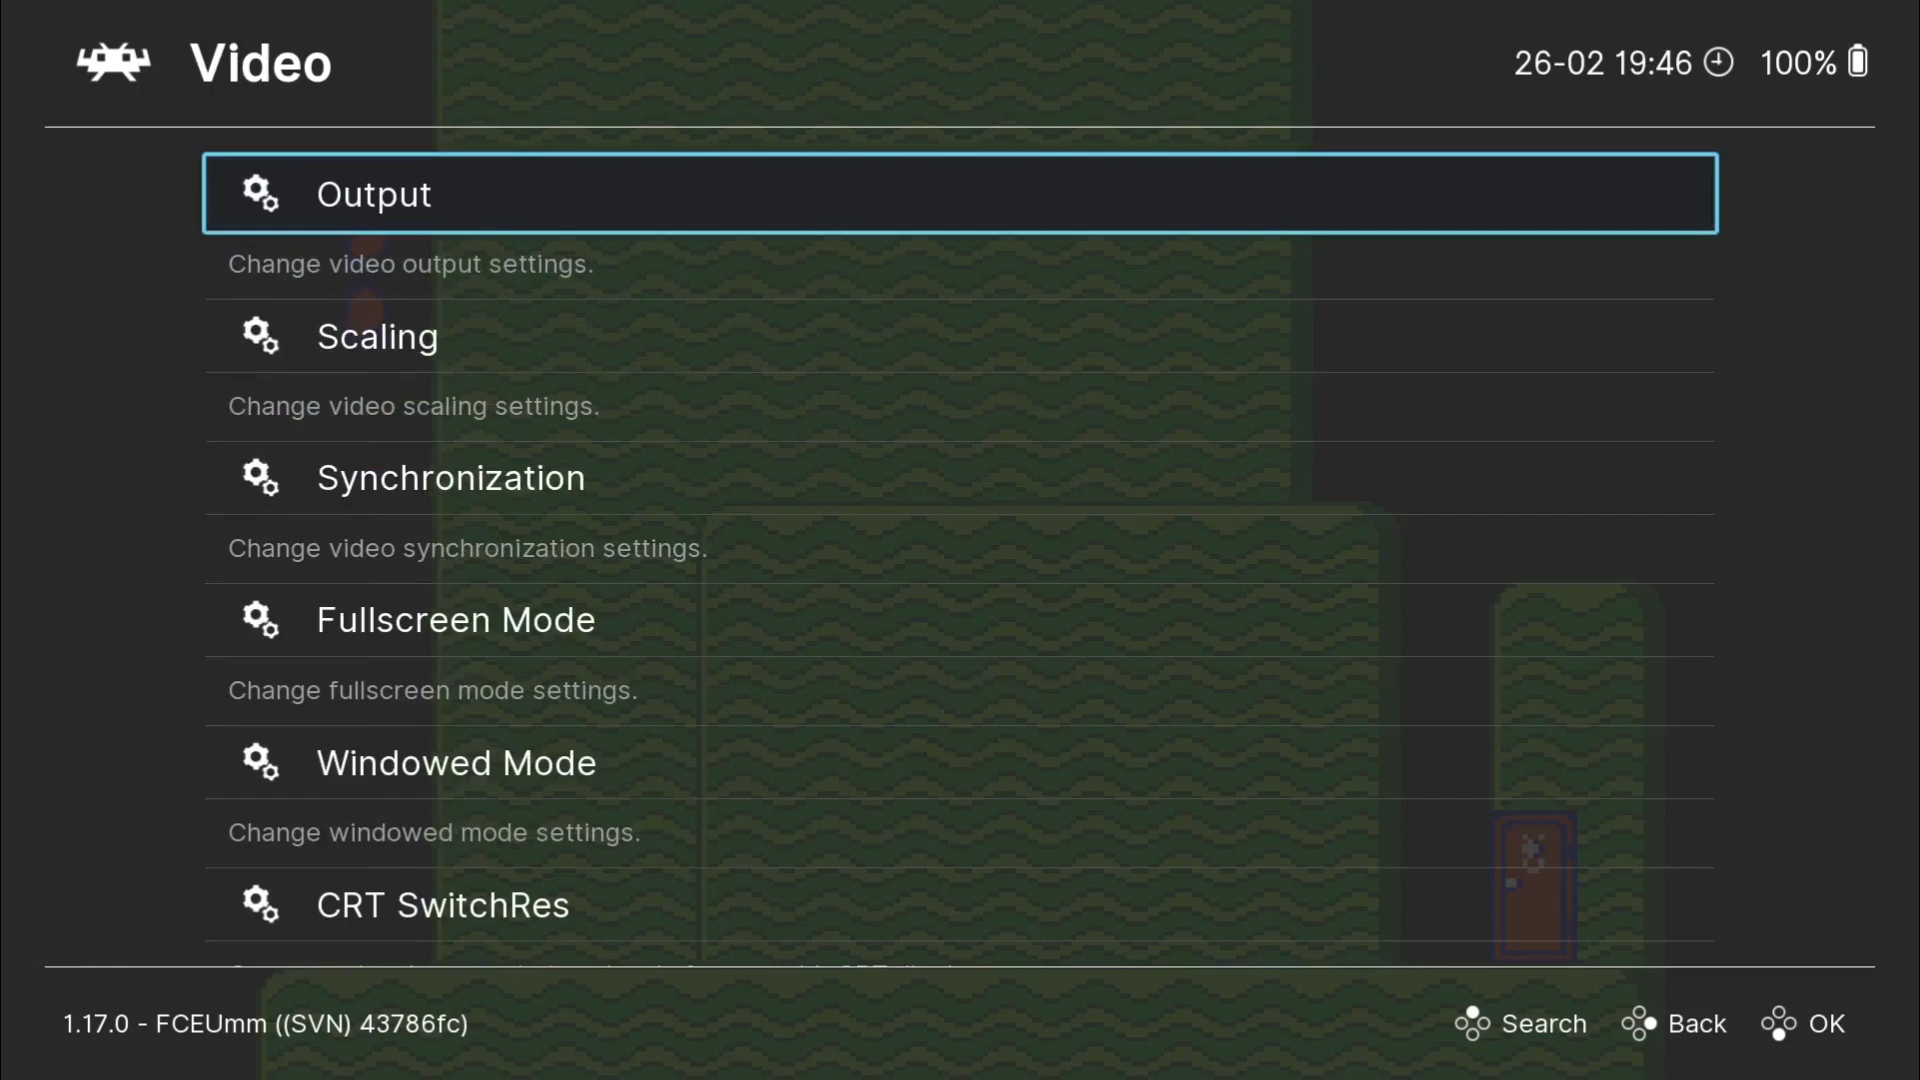 Video
26-02 19:46
100%
Output
Change video output settings.
Scaling
Change video scaling settings.
Synchronization
Change video synchronization settings.
Fullscreen Mode
Change fullscreen mode settings.
Windowed Mode
Change windowed mode settings.
CRT SwitchRes
1.17.0 - FCEUmm ((SVN) 43786fc)
Search
Back
OK